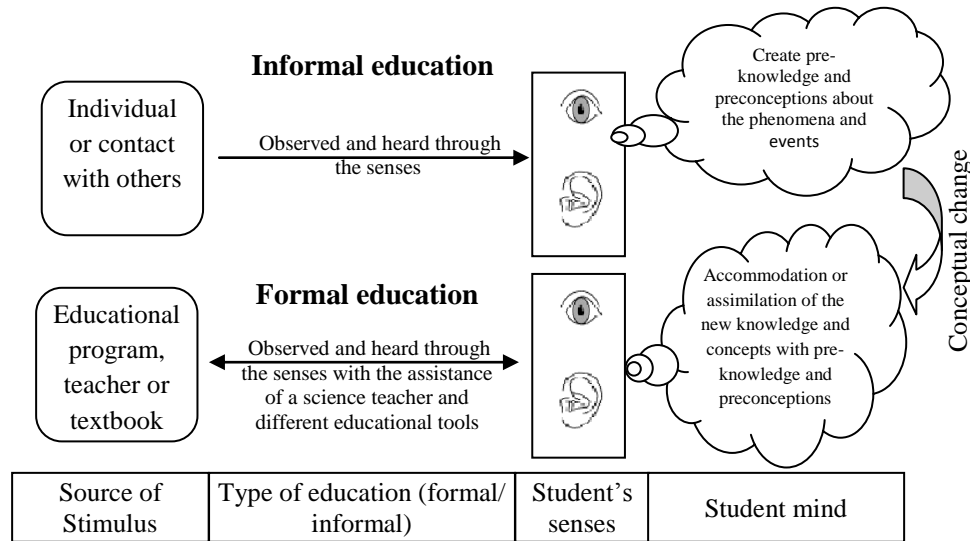 Informal education
Individual
or contact
with others
Observed and heard through
the senses
Create pre-
knowledge and
preconceptions about
the phenomena and
events
Conceptual change
Formal education
Educational
program,
teacher or
textbook
Observed and heard through
the senses with the assistance
of a science teacher and
different educational tools
Accommodation or
assimilation of the
new knowledge and
concepts with pre-
knowledge and
preconceptions
Source of
Stimulus
Type of education (formal/
informal)
Student's
senses
Student mind